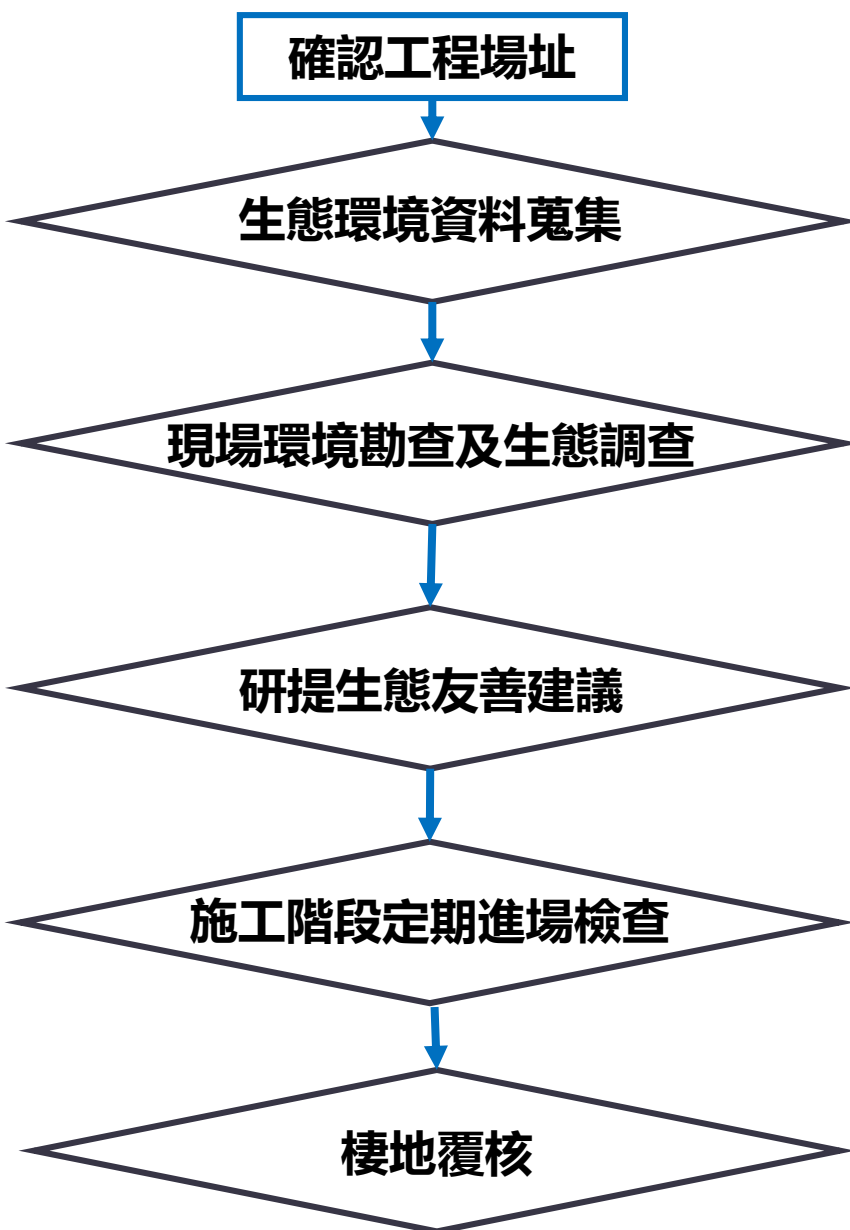 確認工程場址
生態環境資料蒐集
現場環境勘查及生態調查
研提生態友善建議
施工階段定期進場檢查
棲地覆核